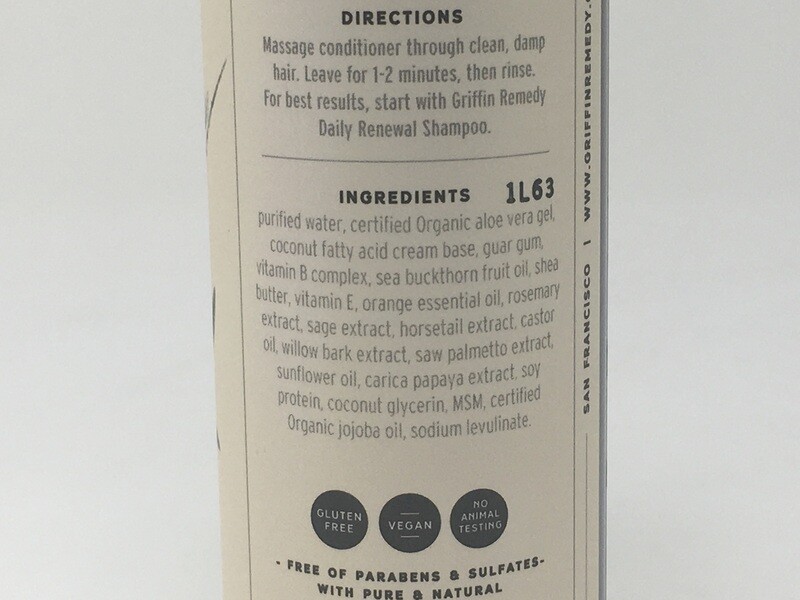 DIRECTIONS
Massage conditioner through clean, damp
hair. Leave for 1-2 minutes, then rinse.
For best results, start with Griffin Remedy
Daily Renewal Shampoo.
INGREDIENTS 1L63
purified water, certified Organic aloe vera gel,
coconut fatty acid cream base, guar gum,
vitamin B complex, sea buckthorn fruit oil, shea
butter, vitamin E, orange essential oil, rosemary
extract, sage extract, horsetail extract, castor
oil, willow bark extract, saw palmetto extract,
sunflower oil, carica papaya extract, soy
protein, coconut glycerin, MSM, certified
Organic jojoba oil, sodium levulinate.
GLUTEN
FREE
VEGAN
NO
ANIMAL
TESTING
- FREE OF PARABENS & SULFATES-
WITH PURE & NATURAL
SAN FRANCISCO | WWW.GRIFFINREMEDY.